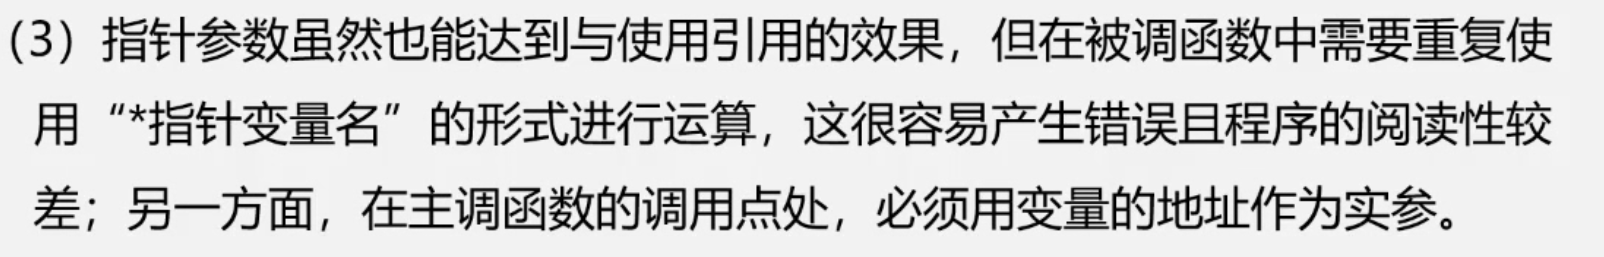 （3）指针参数虽然也能达到与使用引用的效果，但在被调函数中需要重复使
用“*指针变量名”的形式进行运算，这很容易产生错误且程序的阅读性较
差；另一方面，在主调函数的调用点处，必须用变量的地址作为实参。